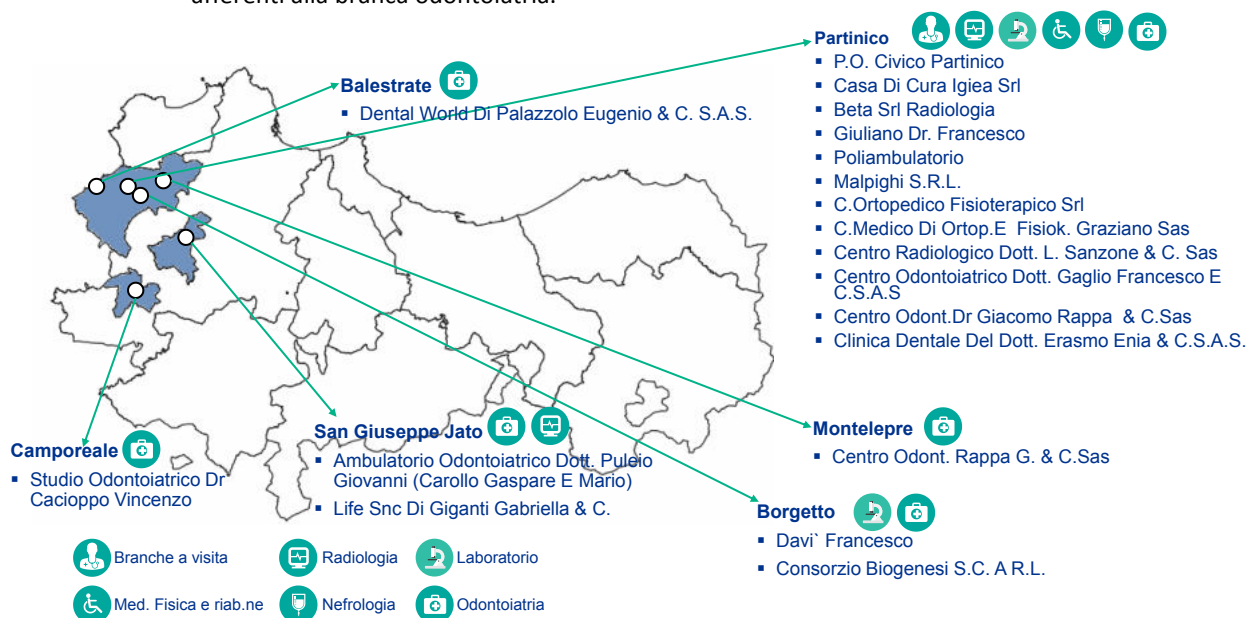 afferenti alla branca odontoiatria.
Partinico
▪ P.O. Civico Partinico
▪ Casa Di Cura Igiea Srl
▪ Beta Srl Radiologia
▪ Giuliano Dr. Francesco
▪ Poliambulatorio
▪ Malpighi S.R.L.
▪ C.Ortopedico Fisioterapico Srl
▪ C.Medico Di Ortop.E Fisiok. Graziano Sas
▪ Centro Radiologico Dott. L. Sanzone & C. Sas
▪ Centro Odontoiatrico Dott. Gaglio Francesco E
C.S.A.S
▪ Centro Odont.Dr Giacomo Rappa & C.Sas
▪ Clinica Dentale Del Dott. Erasmo Enia & C.S.A.S.
Balestrate
▪ Dental World Di Palazzolo Eugenio & C. S.A.S.
Montelepre
▪ Centro Odont. Rappa G. & C.Sas
San Giuseppe Jato
▪ Ambulatorio Odontoiatrico Dott. Puleio
Giovanni (Carollo Gaspare E Mario)
▪ Life Snc Di Giganti Gabriella & C.
Camporeale
▪ Studio Odontoiatrico Dr
Cacioppo Vincenzo
Borgetto
▪ Davi` Francesco
▪ Consorzio Biogenesi S.C. A R.L.
Branche a visita
Radiologia
Laboratorio
Med. Fisica e riab.ne
Nefrologia
Odontoiatria